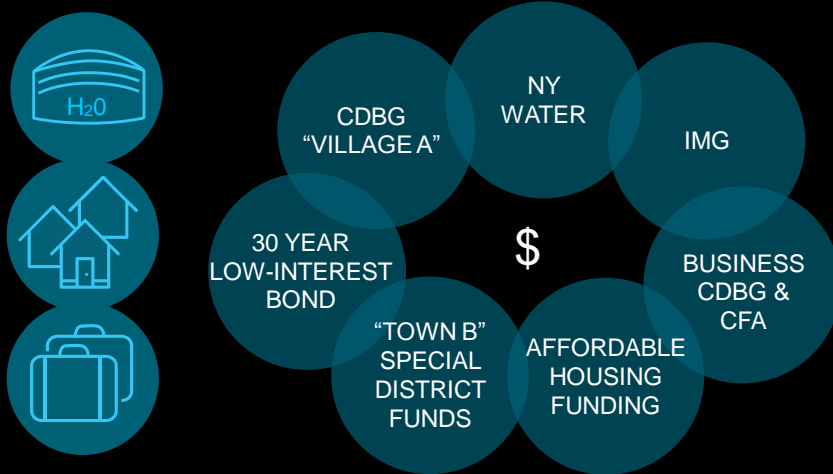 H₂0
CDBG
“VILLAGE A”
NY
WATER
IMG
BUSINESS
CDBG &
CFA
AFFORDABLE
HOUSING
FUNDING
“TOWN B”
SPECIAL
DISTRICT
FUNDS
30 YEAR
LOW-INTEREST
BOND
$